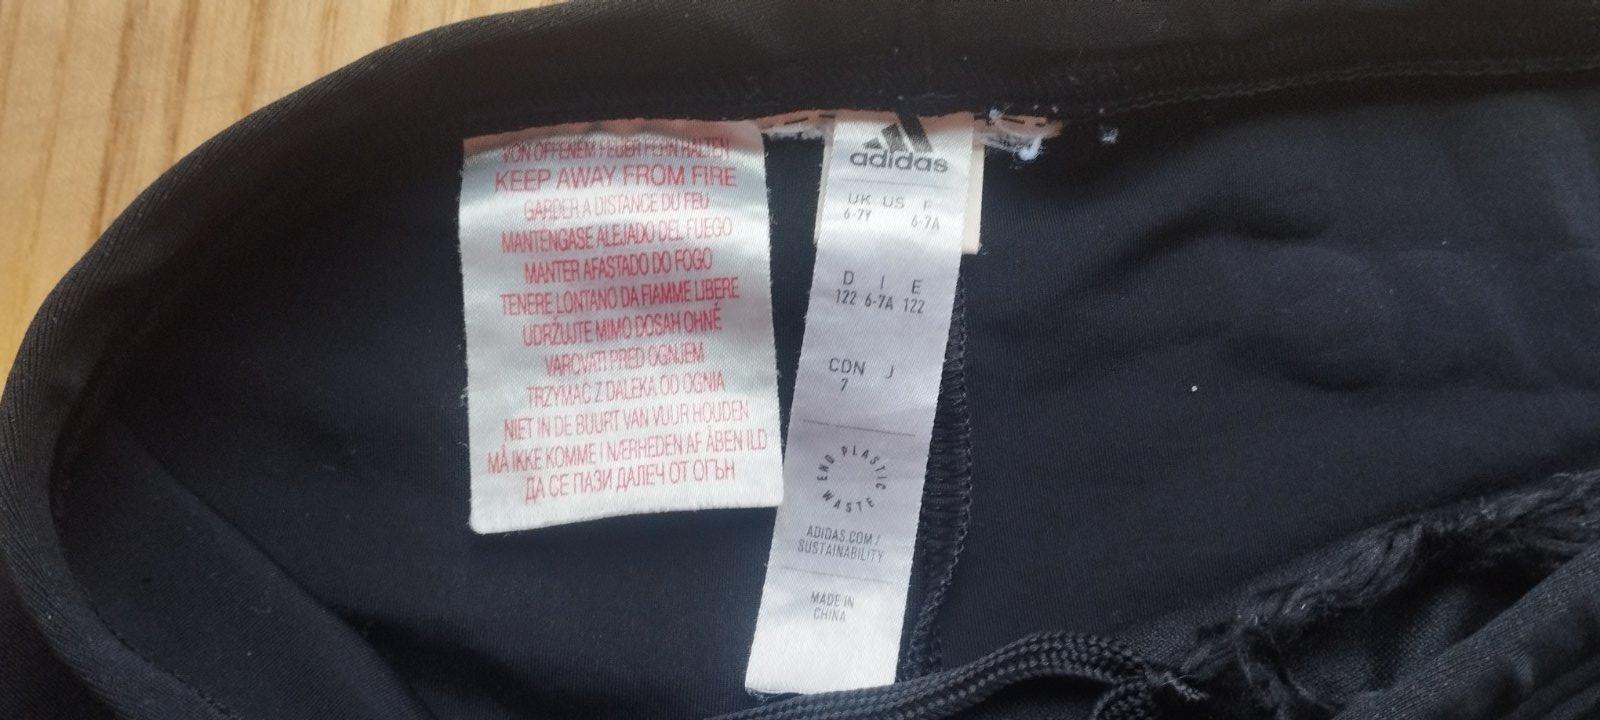 VON OFFENEM FEUER FERN HALTEN
KEEP AWAY FROM FIRE
GARDER A DISTANCE DU FEU
MANTENGASE ALEJADO DEL FUEGO
MANTER AFASTADO DO FOGO
TENERE LONTANO DA FIAMME LIBERE
UDRŽUJTE MIMO DOSAH OHNĚ
VAROVATI PRED OGNJEM
TRZYMAC Z DALEKA OD OGNIA
NIET IN DE BUURT VAN VUUR HOUDEN
MÅ IKKE KOMME I NÆRHEDEN AF ÅBEN ILD
ДА СЕ ПАЗИ ДАЛЕЧ ОТ ОГЪН
adidas
UK US F
6-7Y 6-7A
D I E
122 6-7A 122
CDN J
7
END PLASTIC WASTE
ADIDAS.COM/
SUSTAINABILITY
MADE IN
CHINA